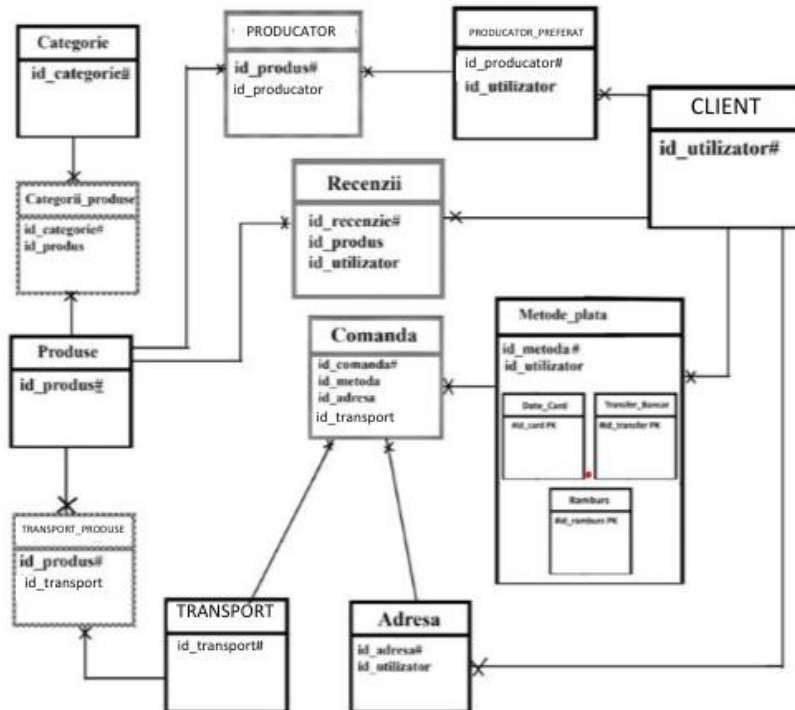 Categorie
id_categorie#
PRODUCATOR
id_produs#
id_producator
PRODUCATOR_PREFERAT
id_producator#
id_utilizator
CLIENT
id_utilizator#
Categorii_produse
id_categorie#
id_produs
Recenzii
id_recenzie#
id_produs
id_utilizator
Produse
id_produs#
Comanda
id_comanda#
id_metoda
id_adresa
id_transport
Metode_plata
id_metoda #
id_utilizator
Date_Card
#id_card PK
Transfer_Bancar
#id_transfer PK
Ramburs
#id_ramburs PK
TRANSPORT_PRODUSE
id_produs#
id_transport
TRANSPORT
id_transport#
Adresa
id_adresa#
id_utilizator